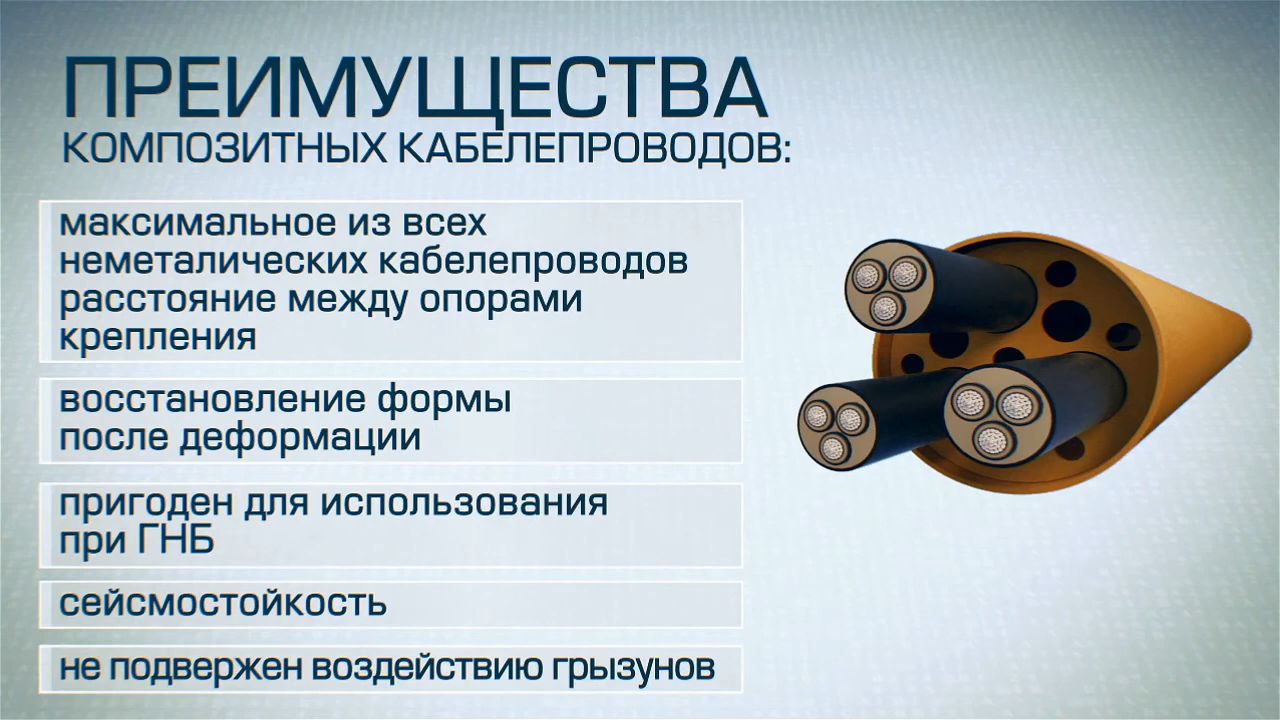 ПРЕИМУЩЕСТВА
КОМПОЗИТНЫХ КАБЕЛЕПРОВОДОВ:
максимальное из всех
неметалических кабелепроводов
расстояние между опорами
крепления
восстановление формы
после деформации
пригоден для использования
при ГНБ
сейсмостойкость
не подвержен воздействию грызунов